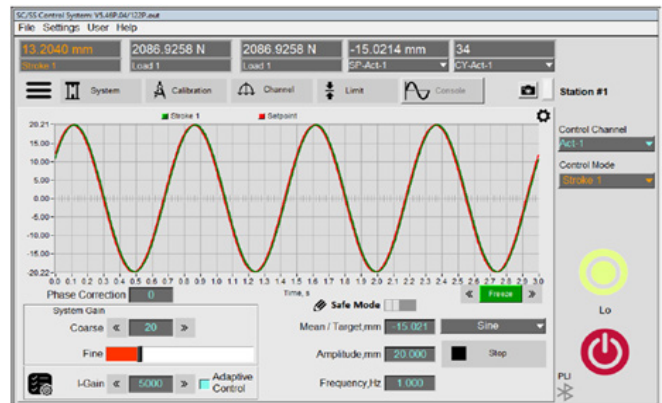 SC/SS Control System: V5.46P.04/122P.out
File Settings User Help
13.2040 mm 2086.9258 N 2086.9258 N -15.0214 mm 34
Stroke 1 Load 1 Load 1 SP-Act-1 CY-Act-1
System Calibration Channel Limit Console Station #1
Stroke 1 Setpoint
Control Channel
Act-1
Control Mode
Stroke 1
20.21
15.00
10.00
5.00
0.00
-5.00
-10.00
-15.00
-20.22
0.0 0.1 0.2 0.3 0.4 0.5 0.6 0.7 0.8 0.9 1.0 1.1 1.2 1.3 1.4 1.5 1.6 1.7 1.8 1.9 2.0 2.1 2.2 2.3 2.4 2.5 2.6 2.7 2.8 2.9 3.0
Phase Correction 0 Time, s « Freeze »
System Gain Safe Mode Lo
Coarse « 20 » Mean / Target,mm -15.021 Sine
Fine Amplitude,mm 20.000 Stop
I-Gain « 5000 » Adaptive Control Frequency,Hz 1.000
PLI